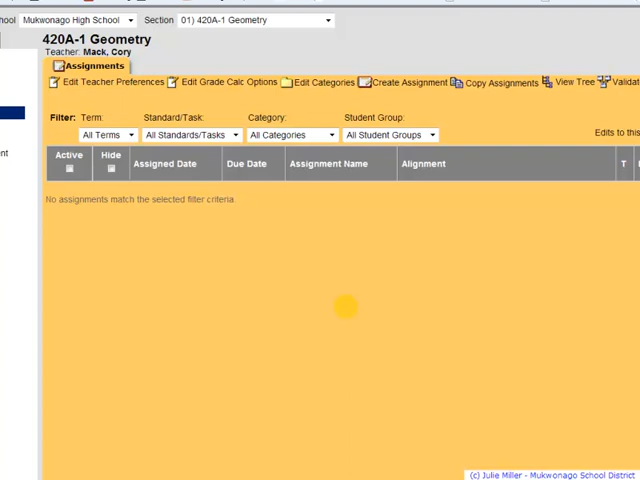 hool Mukwonago High School Section 01) 420A-1 Geometry
420A-1 Geometry
Teacher: Mack, Cory
Assignments
Edit Teacher Preferences Edit Grade Calc Options Edit Categories Create Assignment Copy Assignments View Tree Validat
Filter: Term: Standard/Task: Category: Student Group:
All Terms All Standards/Tasks All Categories All Student Groups Edits to this
Active Hide Assigned Date Due Date Assignment Name Alignment T
No assignments match the selected filter criteria.
nt
(c) Julie Miller - Mukwonago School District